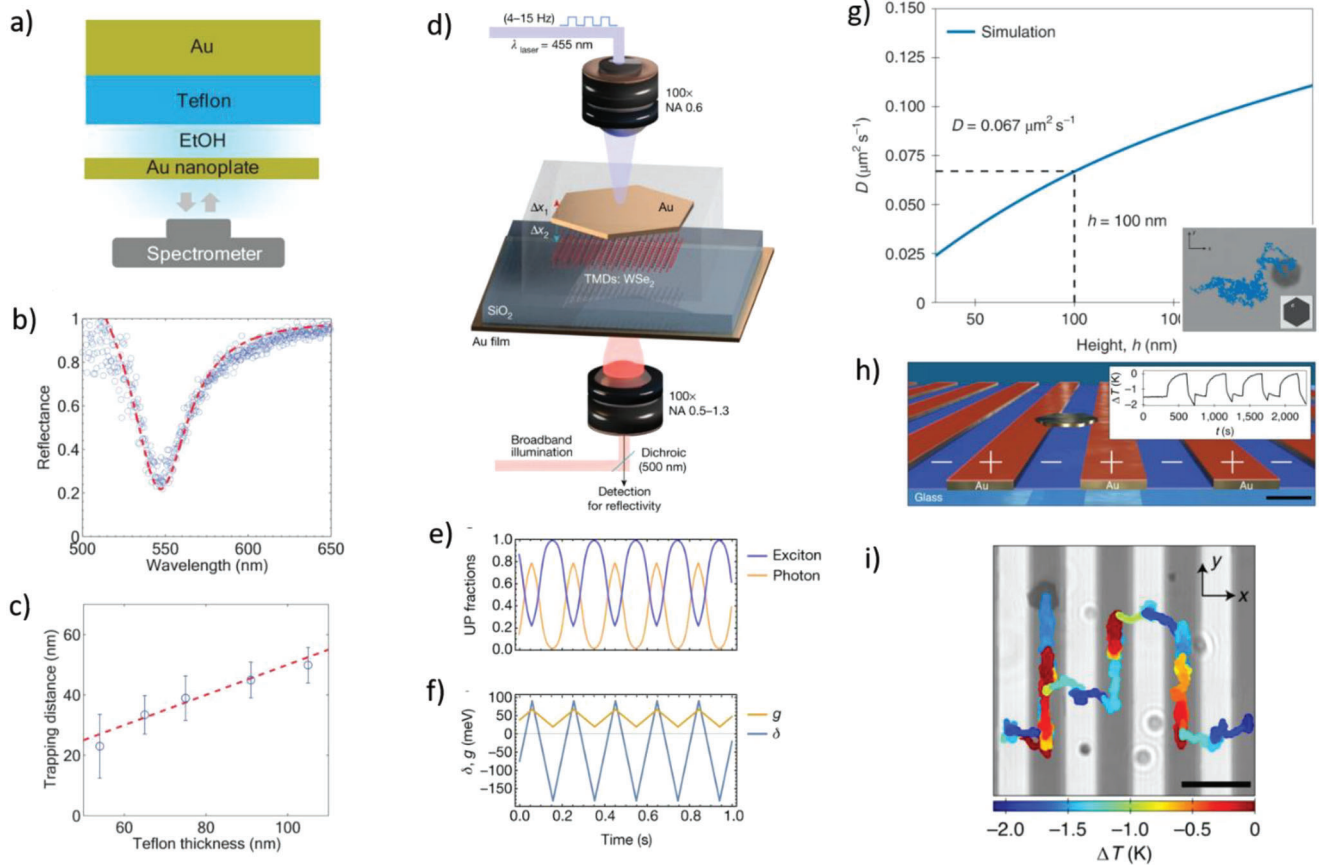 a)
Au
Teflon
EtOH
Au nanoplate
Spectrometer
b)
1
0.8
0.6
0.4
0.2
0
Reflectance
500
550
600
650
Wavelength (nm)
c)
60
40
20
0
Trapping distance (nm)
60
80
100
Teflon thickness (nm)
d)
(4–15 Hz)
λ laser = 455 nm
100×
NA 0.6
Δx1
Δx2
Au
TMDs: WSe2
SiO2
Au film
100×
NA 0.5–1.3
Broadband
illumination
Dichroic
(500 nm)
Detection
for reflectivity
e)
1.0
0.8
0.6
0.4
0.2
0.0
UP fractions
Exciton
Photon
f)
100
50
0
−50
−100
−150
δ, g (meV)
g
δ
0.0
0.2
0.4
0.6
0.8
1.0
Time (s)
g)
0.150
0.125
0.100
0.075
0.050
0.025
0
D (μm² s⁻¹)
Simulation
D = 0.067 μm² s⁻¹
h = 100 nm
50
100
Height, h (nm)
h)
0
−1
−2
ΔT (K)
0
500
1,000
1,500
2,000
t (s)
− + − + − + −
Au
Au
Au
Glass
i)
y
x
−2.0
−1.5
−1.0
−0.5
0
ΔT (K)